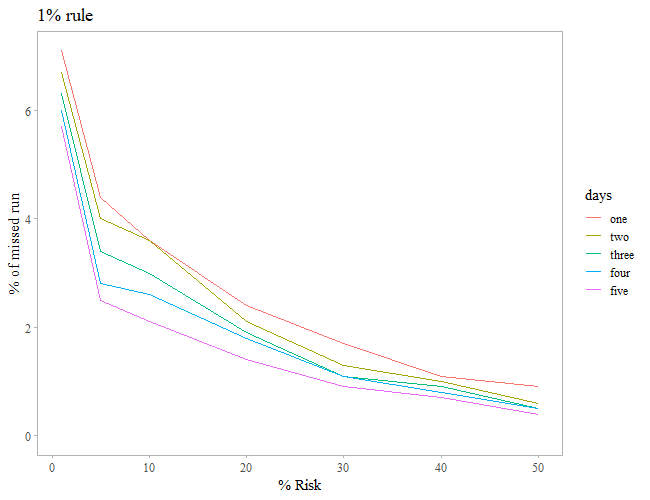 1% rule
6
4
2
0
% of missed run
0 10 20 30 40 50
% Risk
days
one
two
three
four
five